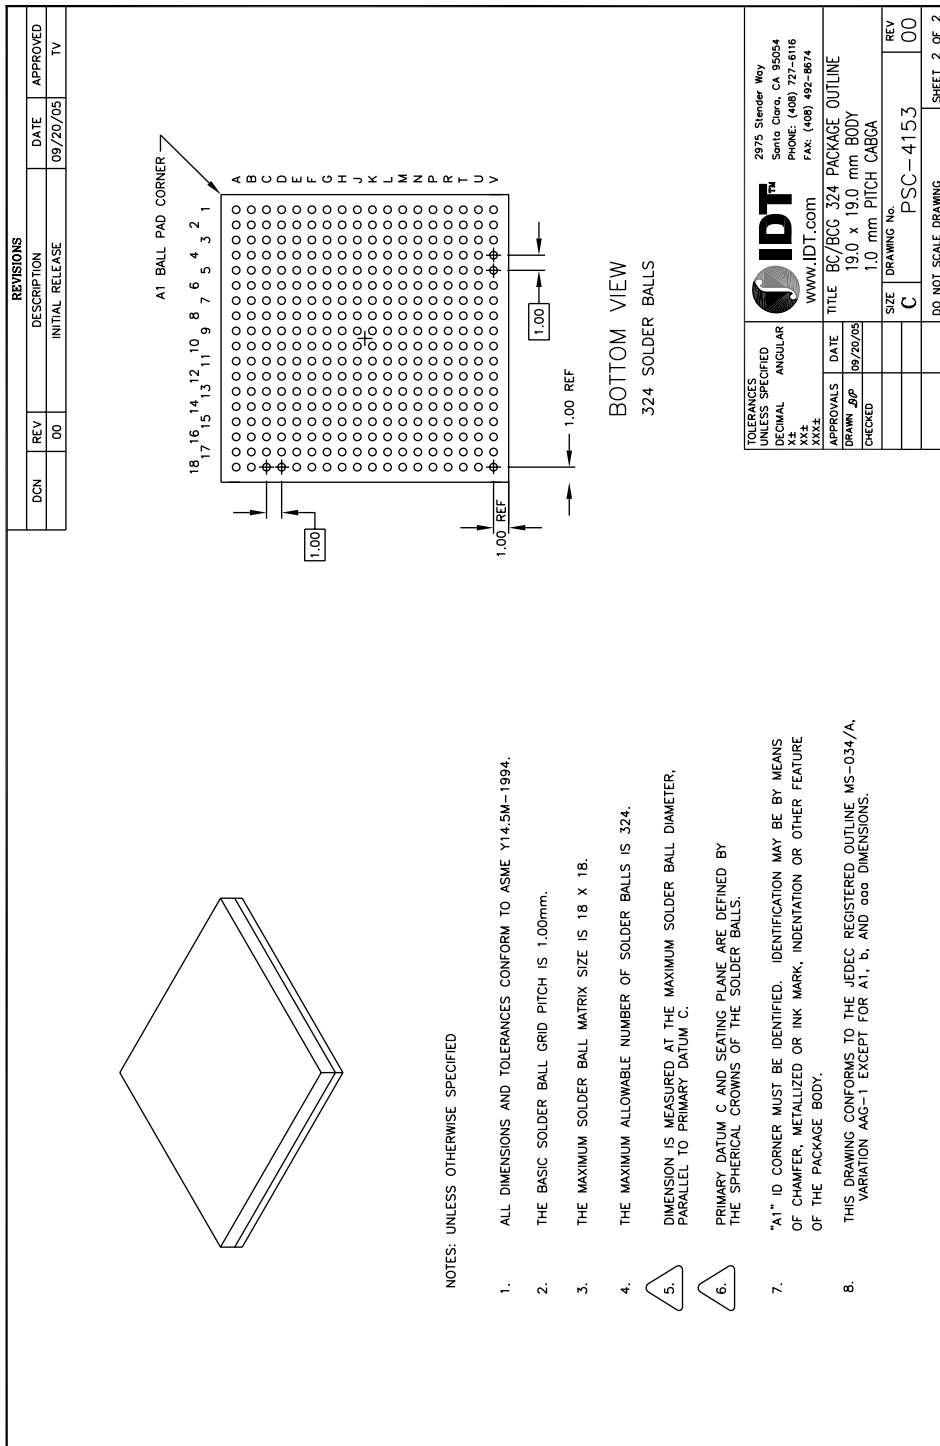 REVISIONS
DCN REV DESCRIPTION DATE APPROVED
00 INITIAL RELEASE 09/20/05 TV
A1 BALL PAD CORNER
18 17 16 15 14 13 12 11 10 9 8 7 6 5 4 3 2 1
A
B
C
D
E
F
G
H
J
K
L
M
N
P
R
T
U
V
1.00
1.00
1.00 REF
1.00 REF
BOTTOM VIEW
324 SOLDER BALLS
NOTES: UNLESS OTHERWISE SPECIFIED
1. ALL DIMENSIONS AND TOLERANCES CONFORM TO ASME Y14.5M-1994.
2. THE BASIC SOLDER BALL GRID PITCH IS 1.00mm.
3. THE MAXIMUM SOLDER BALL MATRIX SIZE IS 18 X 18.
4. THE MAXIMUM ALLOWABLE NUMBER OF SOLDER BALLS IS 324.
5. DIMENSION IS MEASURED AT THE MAXIMUM SOLDER BALL DIAMETER,
PARALLEL TO PRIMARY DATUM C.
6. PRIMARY DATUM C AND SEATING PLANE ARE DEFINED BY
THE SPHERICAL CROWNS OF THE SOLDER BALLS.
7. "A1" ID CORNER MUST BE IDENTIFIED. IDENTIFICATION MAY BE BY MEANS
OF CHAMFER, METALLIZED OR INK MARK, INDENTATION OR OTHER FEATURE
OF THE PACKAGE BODY.
8. THIS DRAWING CONFORMS TO THE JEDEC REGISTERED OUTLINE MS-034/A,
VARIATION AAG-1 EXCEPT FOR A1, b, AND aaa DIMENSIONS.
TOLERANCES
UNLESS SPECIFIED
DECIMAL ANGULAR
X±
XX±
XXX±
APPROVALS DATE
DRAWN 09/20/05
CHECKED
IDT™
www.IDT.com
2975 Stender Way
Santa Clara, CA 95054
PHONE: (408) 727-6116
FAX: (408) 492-8674
TITLE BC/BCG 324 PACKAGE OUTLINE
19.0 x 19.0 mm BODY
1.0 mm PITCH CABGA
SIZE DRAWING No. REV
C PSC-4153 00
DO NOT SCALE DRAWING SHEET 2 OF 2